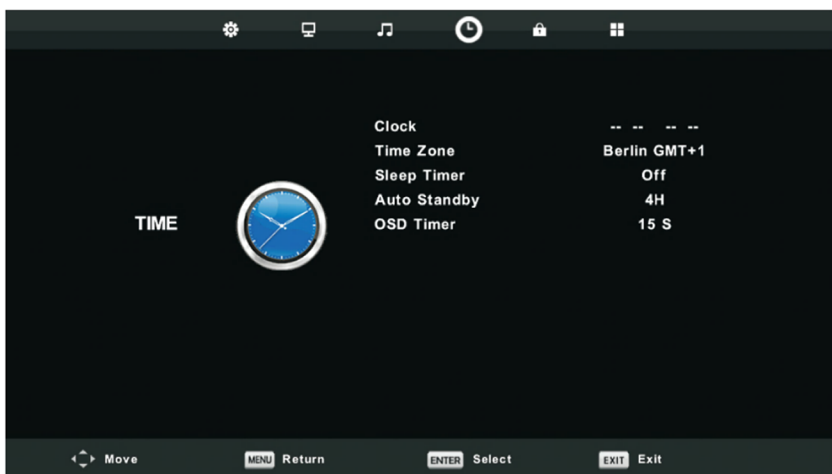 Clock -- -- -- --
Time Zone Berlin GMT+1
Sleep Timer Off
Auto Standby 4H
TIME
OSD Timer 15 S
Move MENU Return ENTER Select EXIT Exit